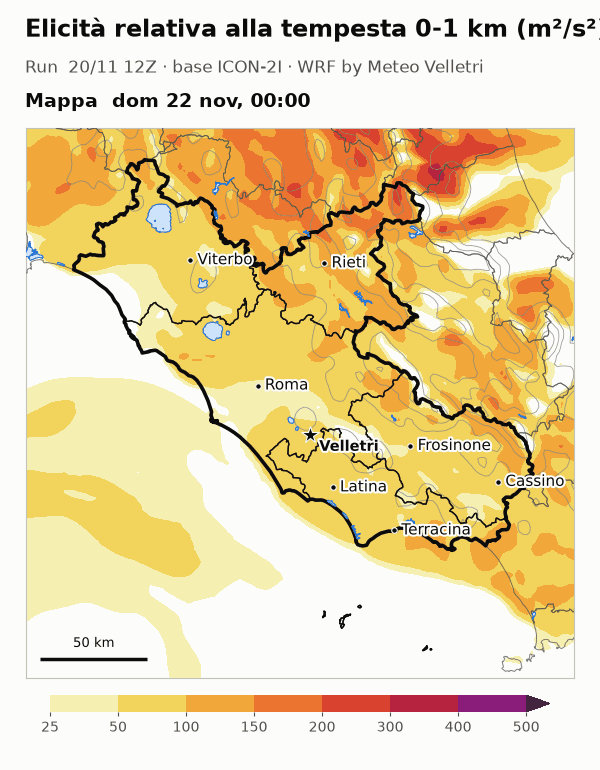 Elicità relativa alla tempesta 0-1 km (m²/s²)
Run  20/11 12Z · base ICON-2I · WRF by Meteo Velletri
Mappa  dom 22 nov, 00:00
Viterbo
Rieti
Roma
Velletri
Frosinone
Cassino
Latina
Terracina
50 km
25 50 100 150 200 300 400 500